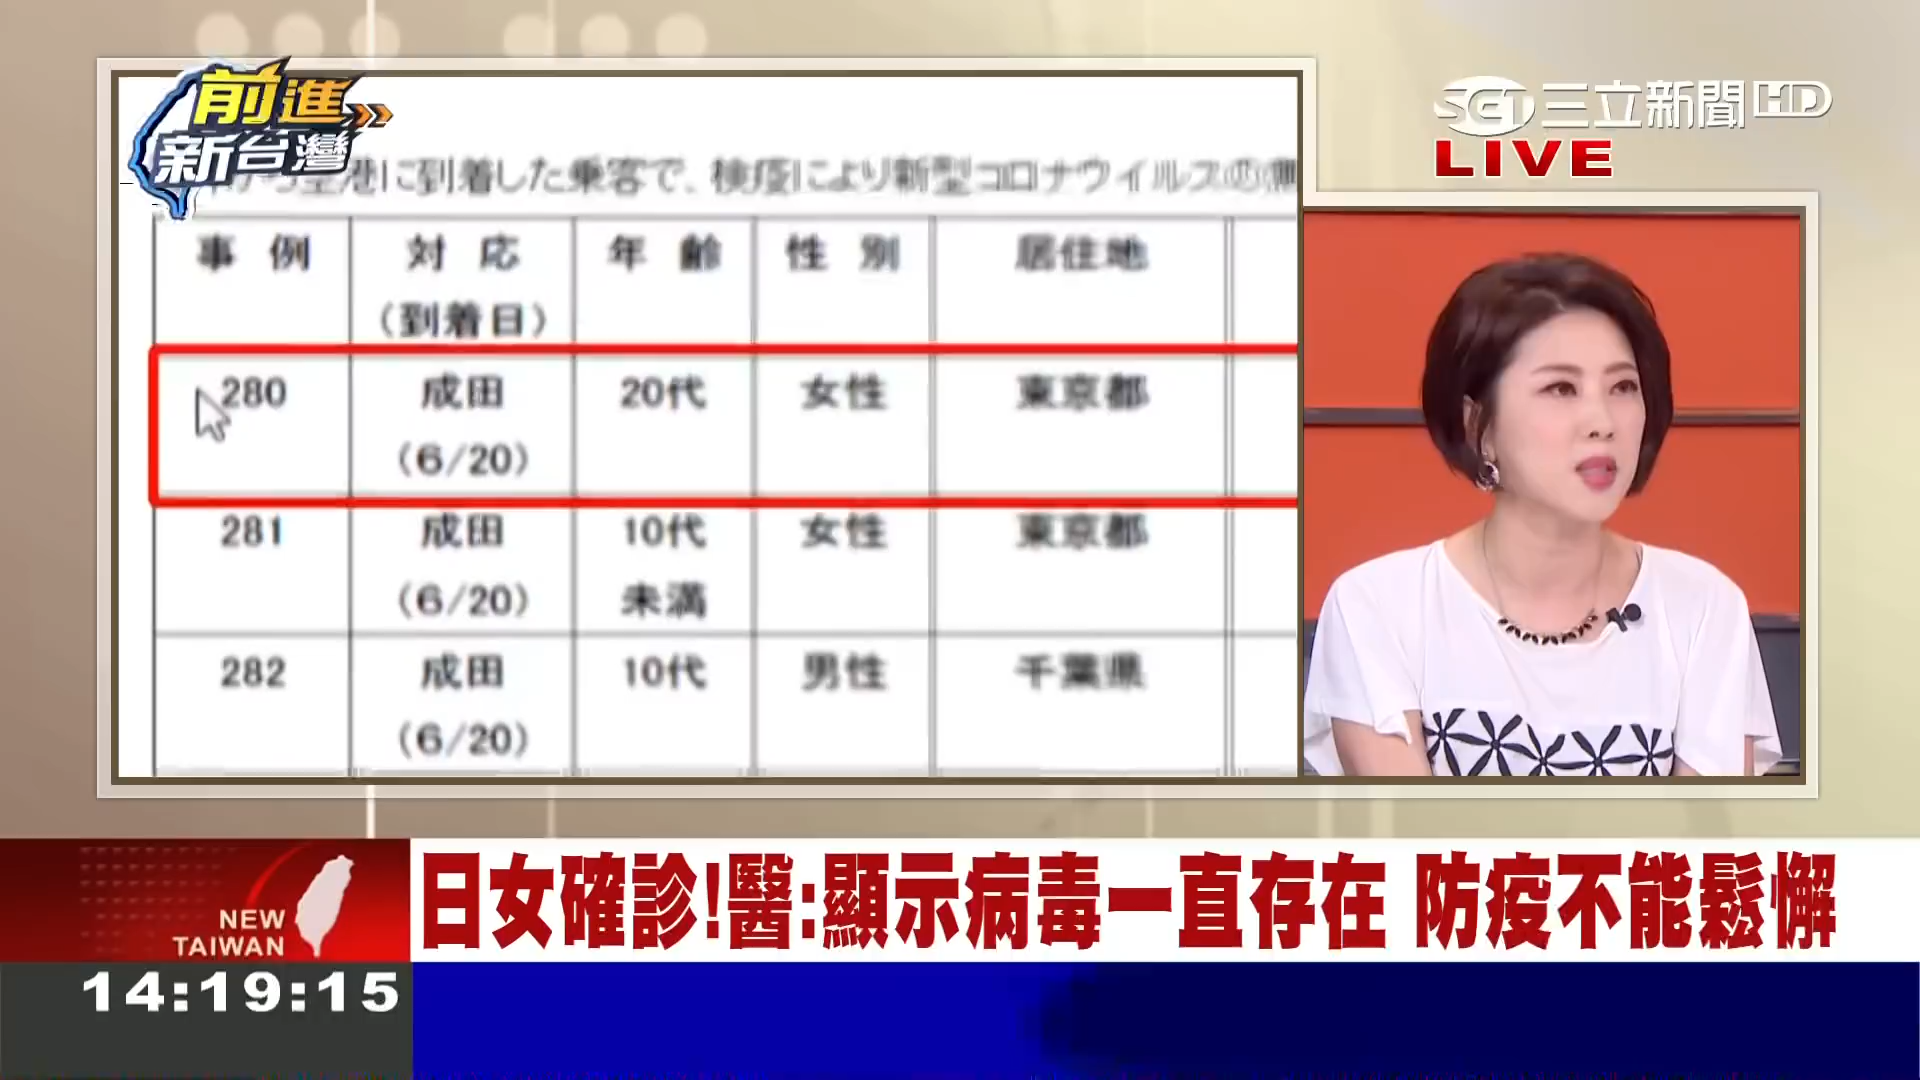 前進
新台灣
SET三立新聞HD
LIVE
空港に到着した乗客で、検疫により新型コロナウイルスの無
事例 対応 年齢 性別 居住地
(到着日)
280 成田 20代 女性 東京都
(6/20)
281 成田 10代 女性 東京都
(6/20) 未満
282 成田 10代 男性 千葉県
(6/20)
日女確診!醫:顯示病毒一直存在 防疫不能鬆懈
NEW
TAIWAN
14:19:15